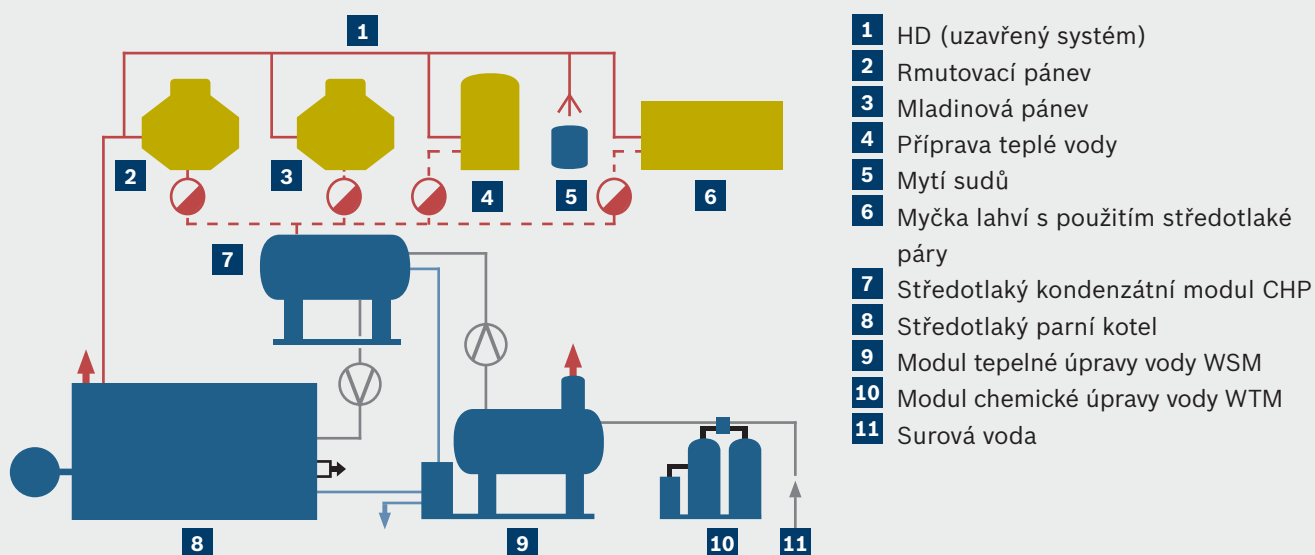 1
2
3
4
5
6
7
8
9
10
11
1 HD (uzavřený systém)
2 Rmutovací pánev
3 Mladinová pánev
4 Příprava teplé vody
5 Mytí sudů
6 Myčka lahví s použitím středotlaké
páry
7 Středotlaký kondenzátní modul CHP
8 Středotlaký parní kotel
9 Modul tepelné úpravy vody WSM
10 Modul chemické úpravy vody WTM
11 Surová voda